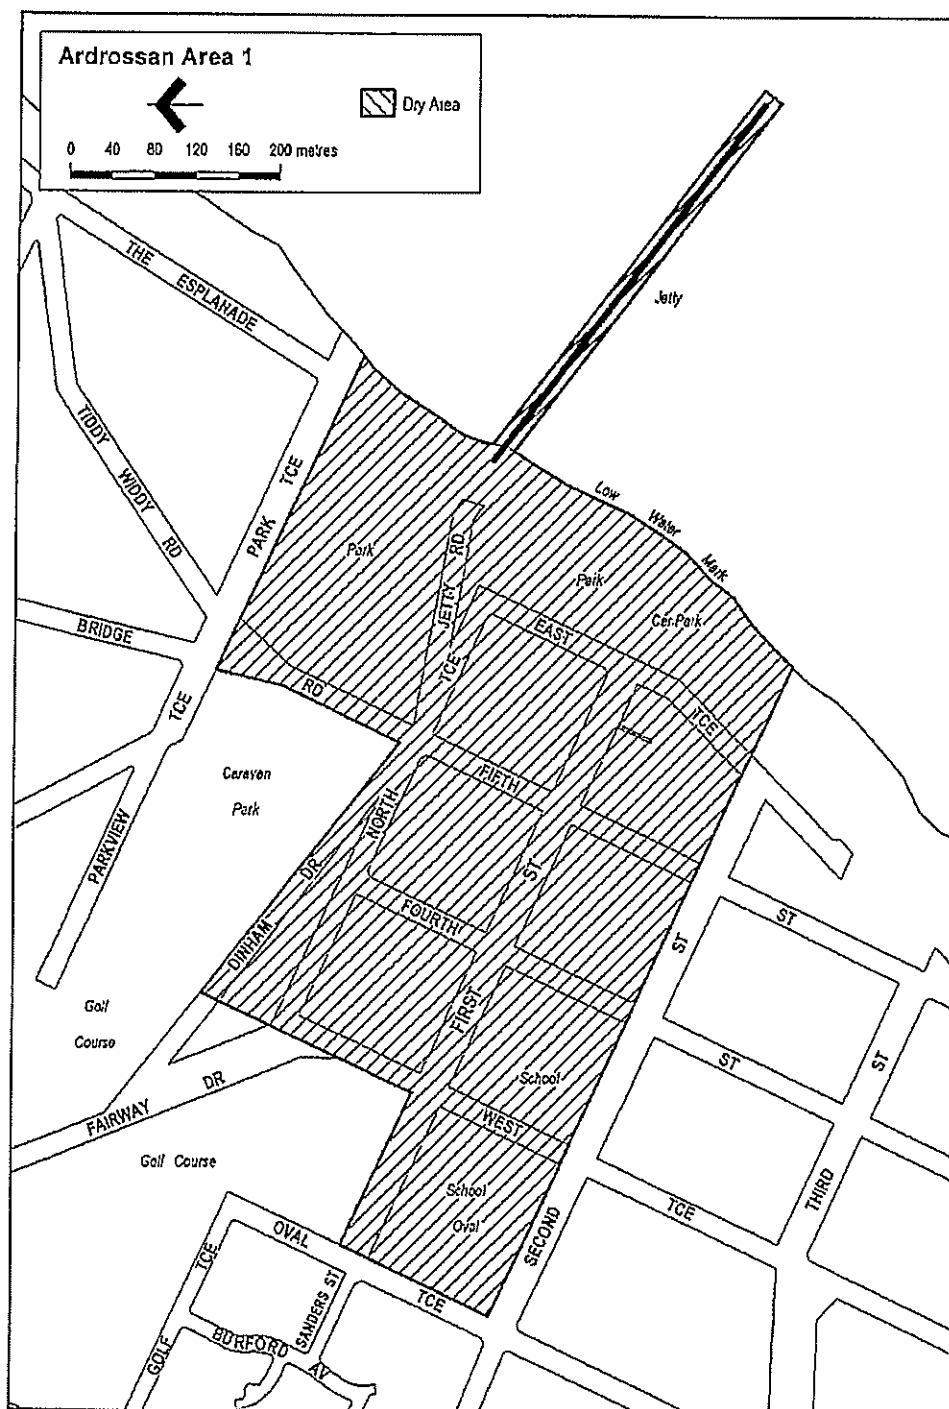 Ardrossan Area 1
Dry Area
0 40 80 120 160 200 metres
Jetty
THE ESPLANADE
TIDDY WIDDY RD
PARK TCE
Park
JETTY RD
Low Water Mark
Park
Car Park
BRIDGE
RD
EAST TCE
TCE
TCE
Caravan
Park
FIFTH
NORTH
ST
PARKVIEW
DINHAM DR
FOURTH
ST
ST
Golf
Course
FIRST
ST
ST
School
FAIRWAY DR
WEST
Golf Course
School
Oval
TCE
THIRD
SECOND
OVAL
TCE
TCE
SANDERS ST
GOLF
BURFORD
AV